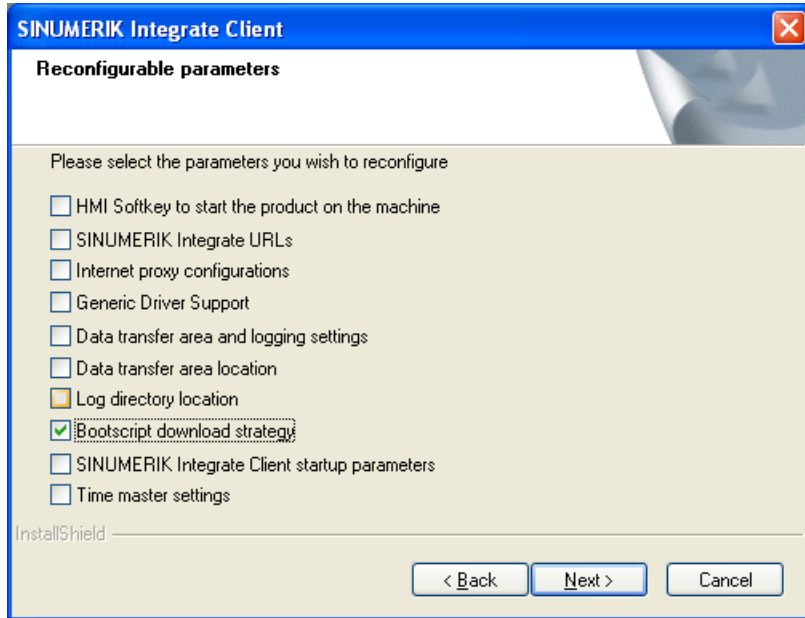 SINUMERIK Integrate Client
Reconfigurable parameters
Please select the parameters you wish to reconfigure
HMI Softkey to start the product on the machine
SINUMERIK Integrate URLs
Internet proxy configurations
Generic Driver Support
Data transfer area and logging settings
Data transfer area location
Log directory location
Bootscript download strategy
SINUMERIK Integrate Client startup parameters
Time master settings
InstallShield
< Back Next > Cancel